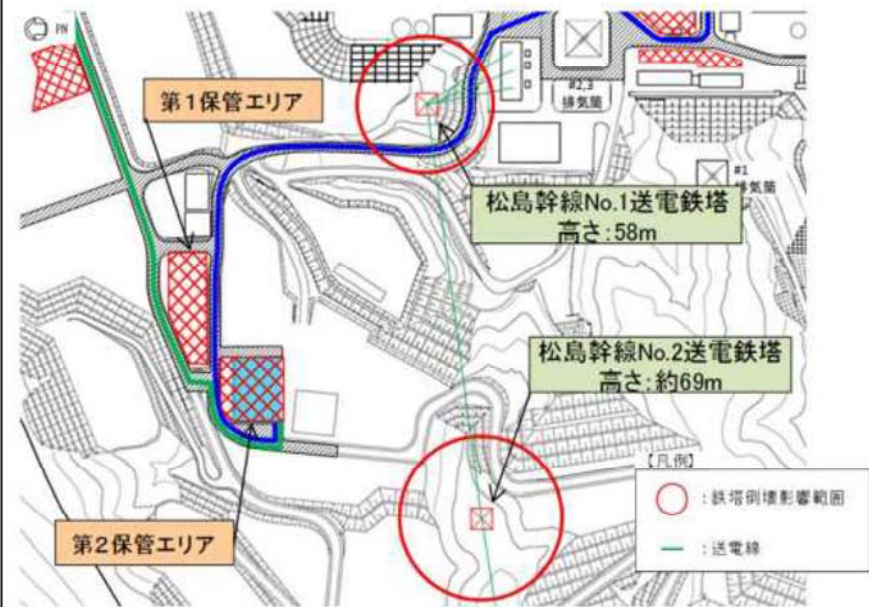 PN
第1保管エリア
#2,3
排気筒
#1
排気筒
松島幹線No.1送電鉄塔
高さ:58m
松島幹線No.2送電鉄塔
高さ:約69m
【凡例】
:鉄塔倒壊影響範囲
:送電線
第2保管エリア